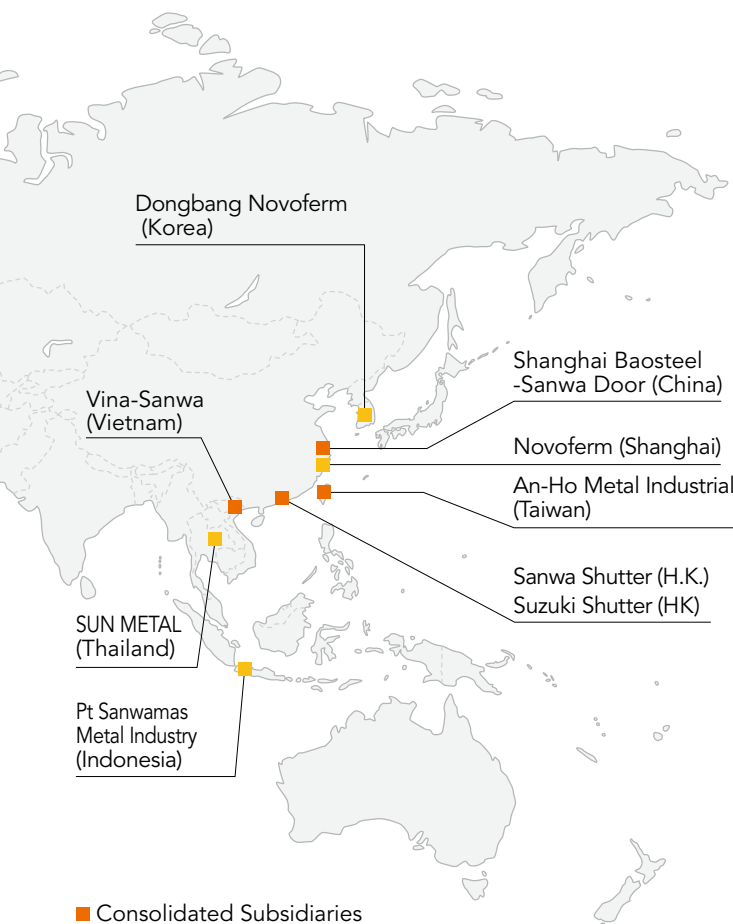 Dongbang Novoferm
(Korea)
Shanghai Baosteel
-Sanwa Door (China)
Vina-Sanwa
(Vietnam)
Novoferm (Shanghai)
An-Ho Metal Industrial
(Taiwan)
Sanwa Shutter (H.K.)
Suzuki Shutter (HK)
SUN METAL
(Thailand)
Pt Sanwamas
Metal Industry
(Indonesia)
Consolidated Subsidiaries